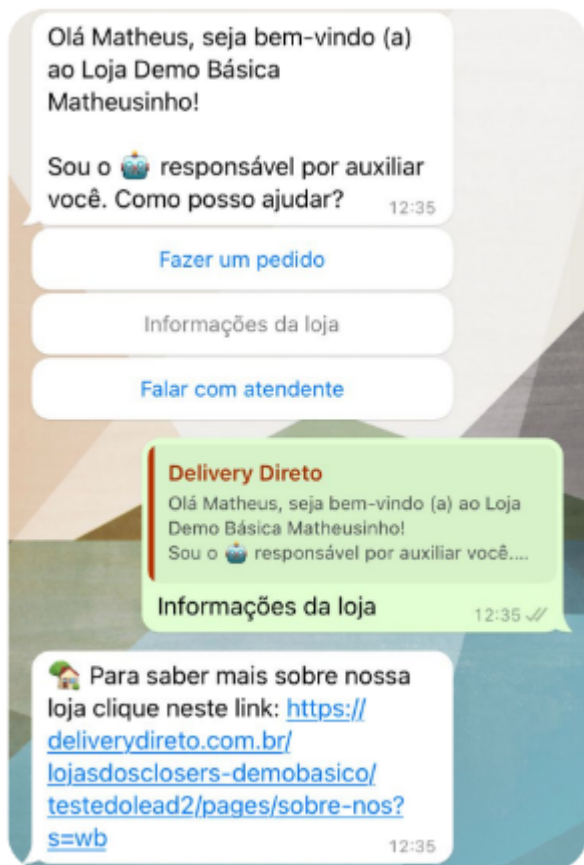 Olá Matheus, seja bem-vindo (a)
ao Loja Demo Básica
Matheusinho!
Sou o 🤖 responsável por auxiliar
você. Como posso ajudar?
12:35
Fazer um pedido
Informações da loja
Falar com atendente
Delivery Direto
Olá Matheus, seja bem-vindo (a) ao Loja
Demo Básica Matheusinho!
Sou o 🤖 responsável por auxiliar você....
Informações da loja
12:35
🏡 Para saber mais sobre nossa
loja clique neste link: https://
deliverydireto.com.br/
lojasdosclosers-demobasico/
testedolead2/pages/sobre-nos?
s=wb
12:35